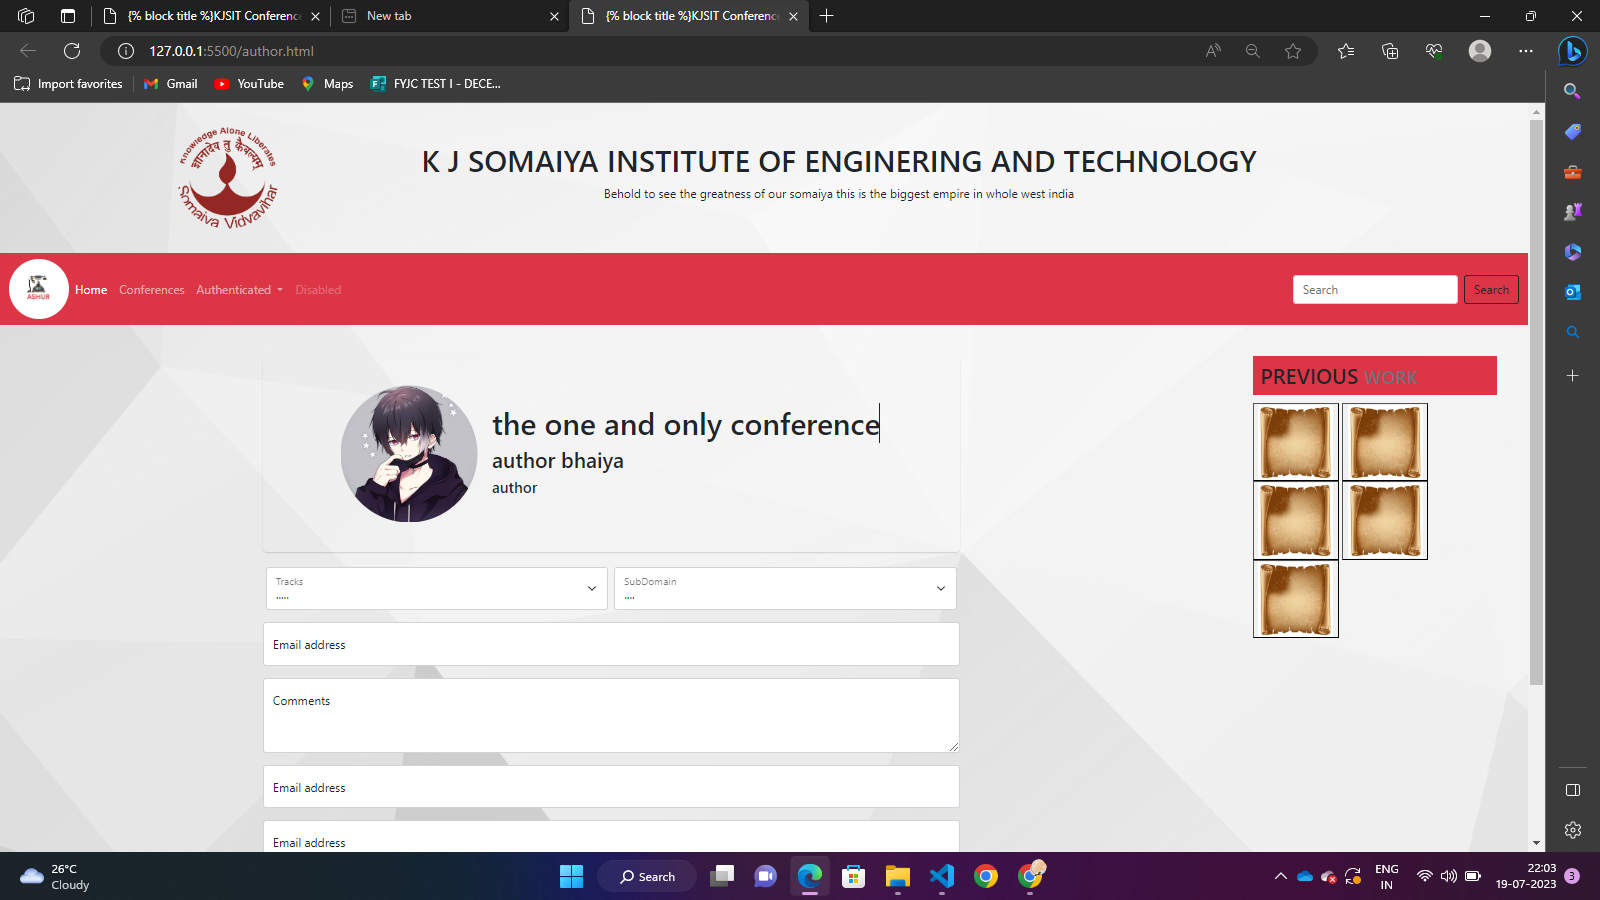 {% block title %}KJSIT Conference
New tab
{% block title %}KJSIT Conference
127.0.0.1:5500/author.html
Import favorites
Gmail
YouTube
Maps
FYJC TEST I - DECE...
Knowledge Alone Liberates
ज्ञानादेव तु कैवल्यम्
Somaiya Vidyavihar
K J SOMAIYA INSTITUTE OF ENGINERING AND TECHNOLOGY
Behold to see the greatness of our somaiya this is the biggest empire in whole west india
ASHUR
Home
Conferences
Authenticated
Disabled
Search
Search
the one and only conference
author bhaiya
author
PREVIOUS WORK
Tracks
.....
SubDomain
....
Email address
Comments
Email address
Email address
26°C
Cloudy
Search
ENG
IN
22:03
19-07-2023
3